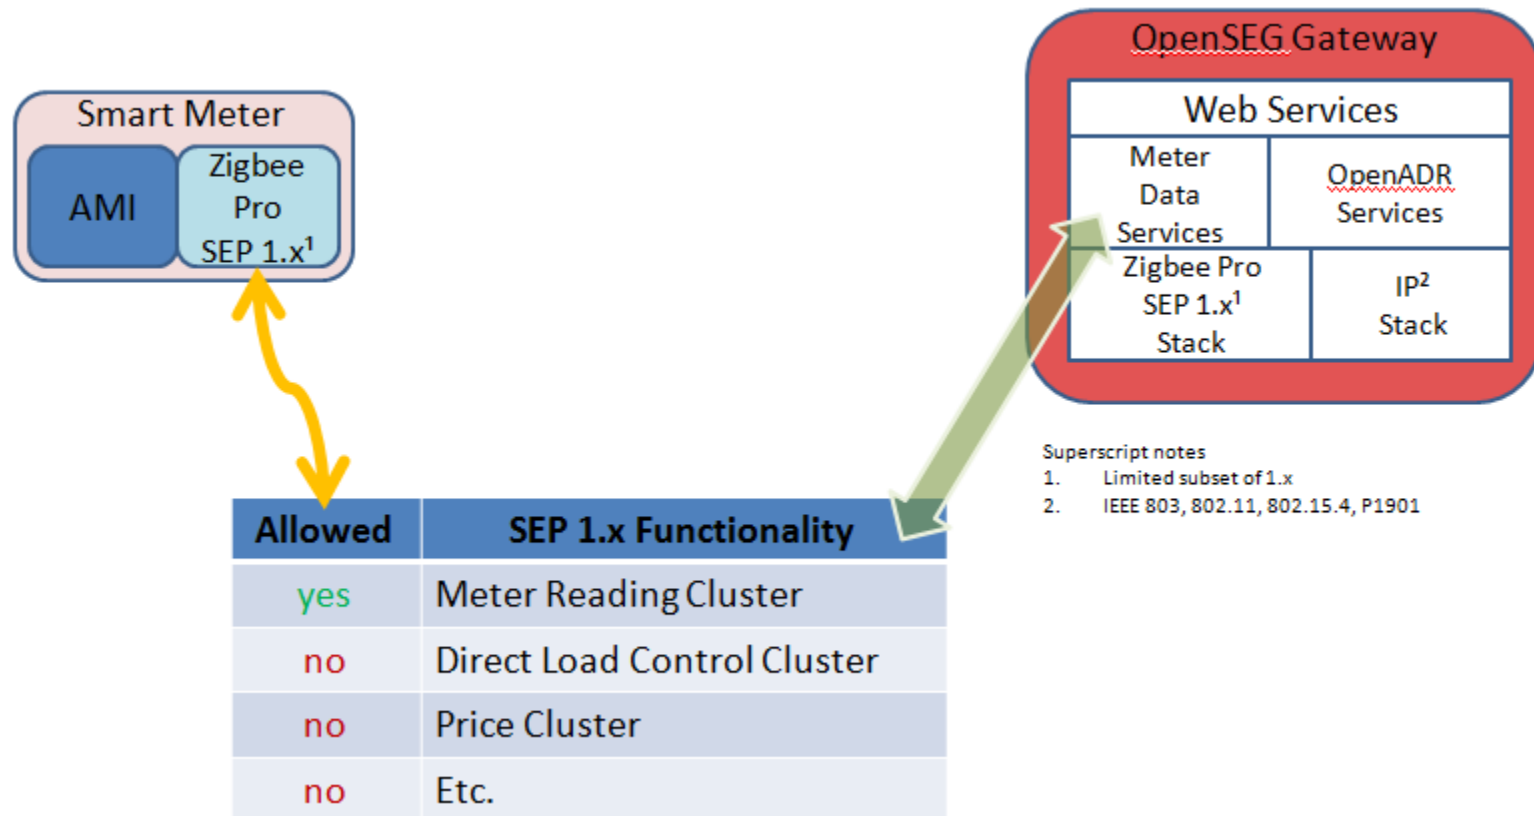 OpenSEG Gateway
Smart Meter
AMI
Zigbee
Pro
SEP 1.x¹
Web Services
Meter
Data
Services
OpenADR
Services
Zigbee Pro
SEP 1.x¹
Stack
IP²
Stack
Superscript notes
1. Limited subset of 1.x
2. IEEE 803, 802.11, 802.15.4, P1901
Allowed SEP 1.x Functionality
yes Meter Reading Cluster
no Direct Load Control Cluster
no Price Cluster
no Etc.